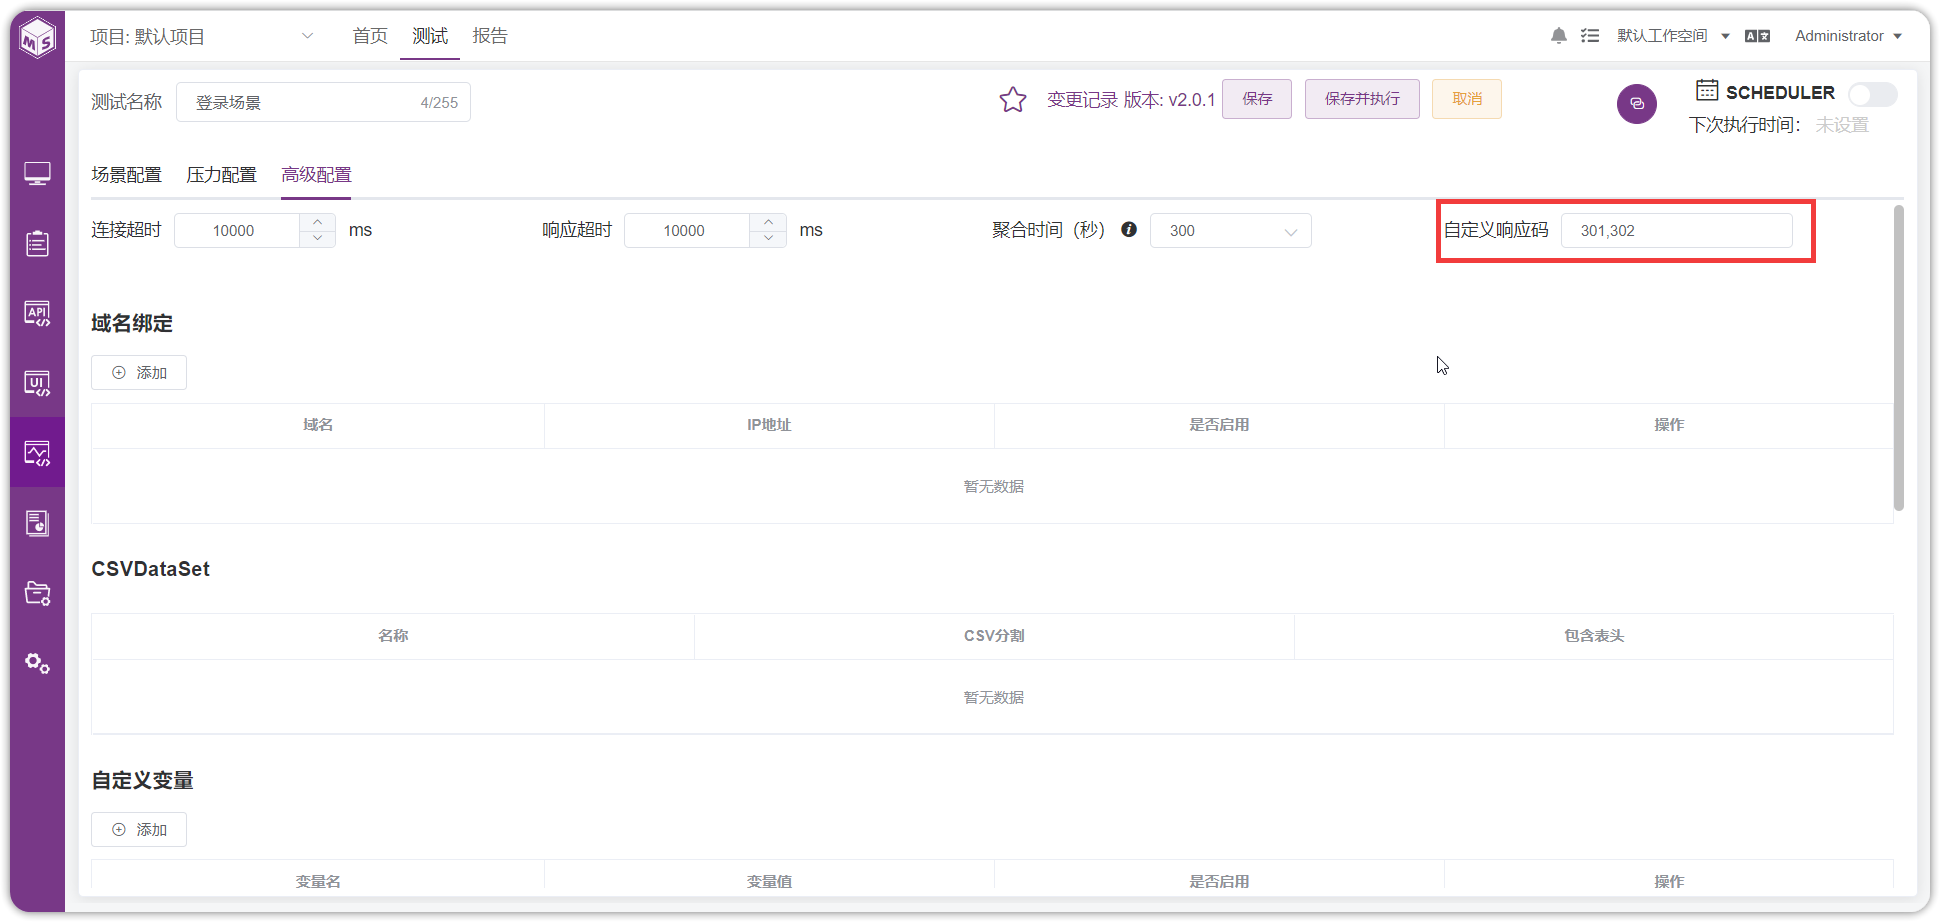 MS
项目: 默认项目
首页
测试
报告
默认工作空间
Administrator
测试名称
登录场景
4/255
变更记录 版本: v2.0.1
保存
保存并执行
取消
SCHEDULER
下次执行时间：
未设置
场景配置
压力配置
高级配置
连接超时
10000
ms
响应超时
10000
ms
聚合时间（秒）
300
自定义响应码
301,302
域名绑定
添加
域名
IP地址
是否启用
操作
暂无数据
CSVDataSet
名称
CSV分割
包含表头
暂无数据
自定义变量
添加
变量名
变量值
是否启用
操作
API
UI